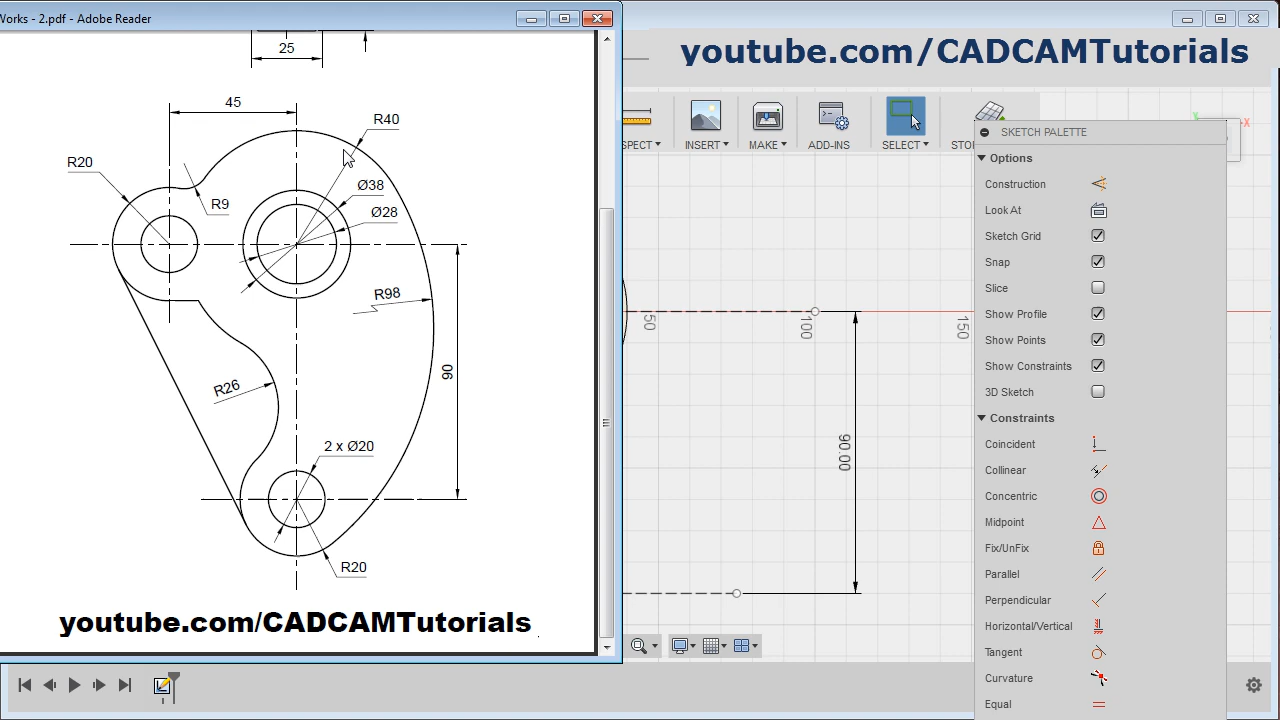 Works - 2.pdf - Adobe Reader
youtube.com/CADCAMTutorials
25
45
R40
R20
Ø38
R9
Ø28
R98
90
R26
2 x Ø20
R20
youtube.com/CADCAMTutorials
INSERT
MAKE
ADD-INS
SELECT
SKETCH PALETTE
Options
Construction
Look At
Sketch Grid
Snap
Slice
Show Profile
Show Points
Show Constraints
3D Sketch
Constraints
Coincident
Collinear
Concentric
Midpoint
Fix/UnFix
Parallel
Perpendicular
Horizontal/Vertical
Tangent
Curvature
Equal
50
100
150
90.00
X